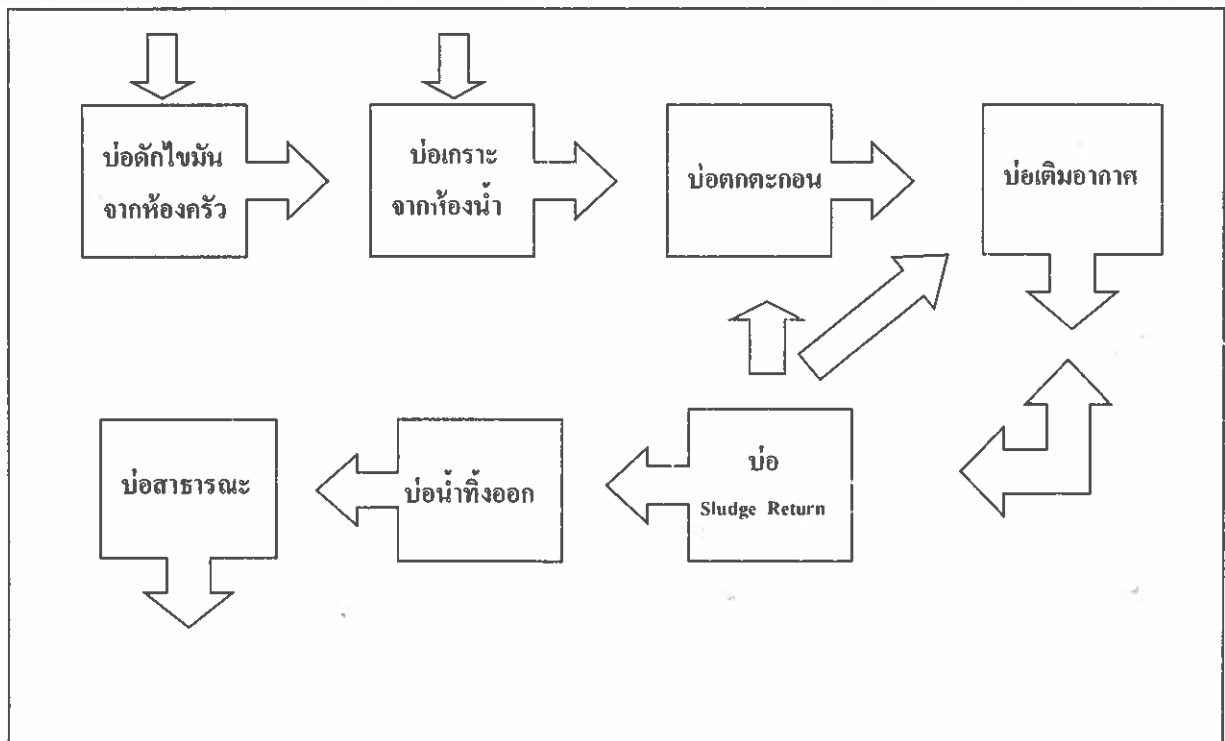 บ่อดักไขมัน
จากห้องครัว
บ่อเกราะ
จากห้องน้ำ
บ่อตกตะกอน
บ่อเติมอากาศ
บ่อสาธารณะ
บ่อน้ำทิ้งออก
บ่อ
Sludge Return